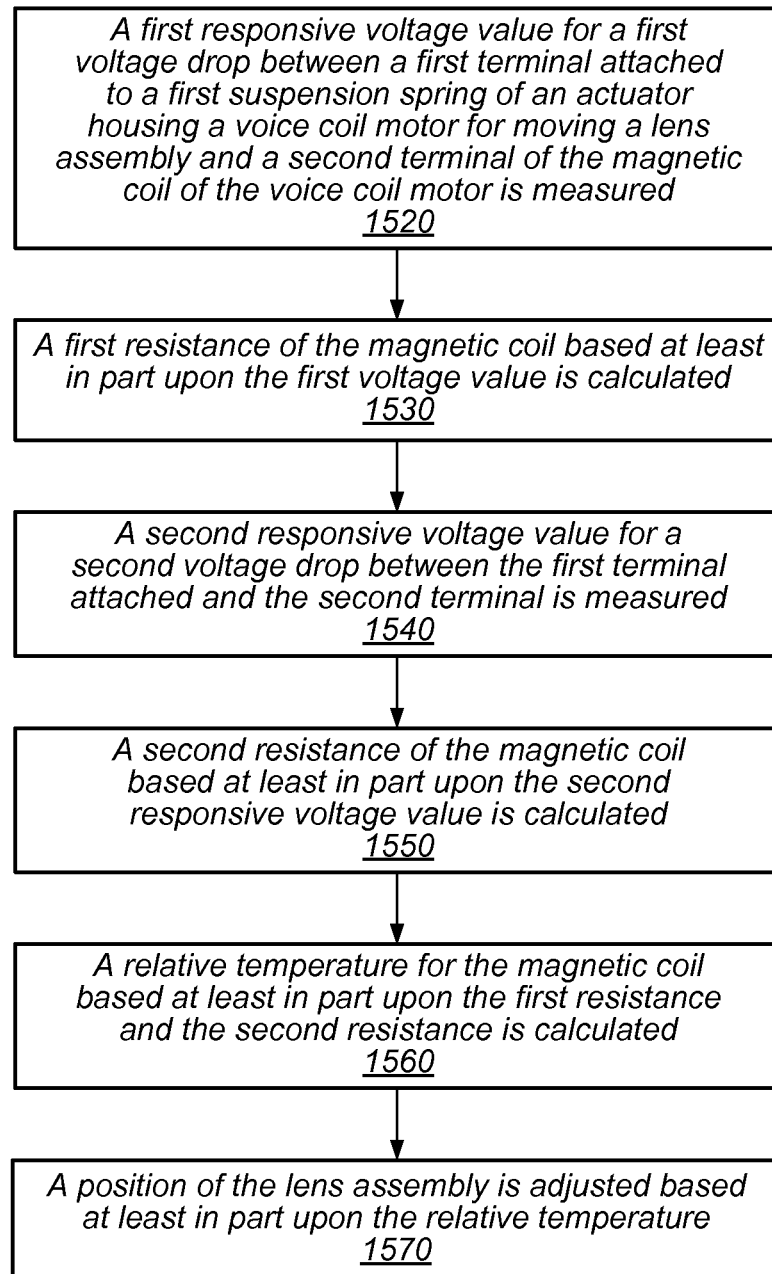 A first responsive voltage value for a first
voltage drop between a first terminal attached
to a first suspension spring of an actuator
housing a voice coil motor for moving a lens
assembly and a second terminal of the magnetic
coil of the voice coil motor is measured
1520
A first resistance of the magnetic coil based at least
in part upon the first voltage value is calculated
1530
A second responsive voltage value for a
second voltage drop between the first terminal
attached and the second terminal is measured
1540
A second resistance of the magnetic coil
based at least in part upon the second
responsive voltage value is calculated
1550
A relative temperature for the magnetic coil
based at least in part upon the first resistance
and the second resistance is calculated
1560
A position of the lens assembly is adjusted based
at least in part upon the relative temperature
1570